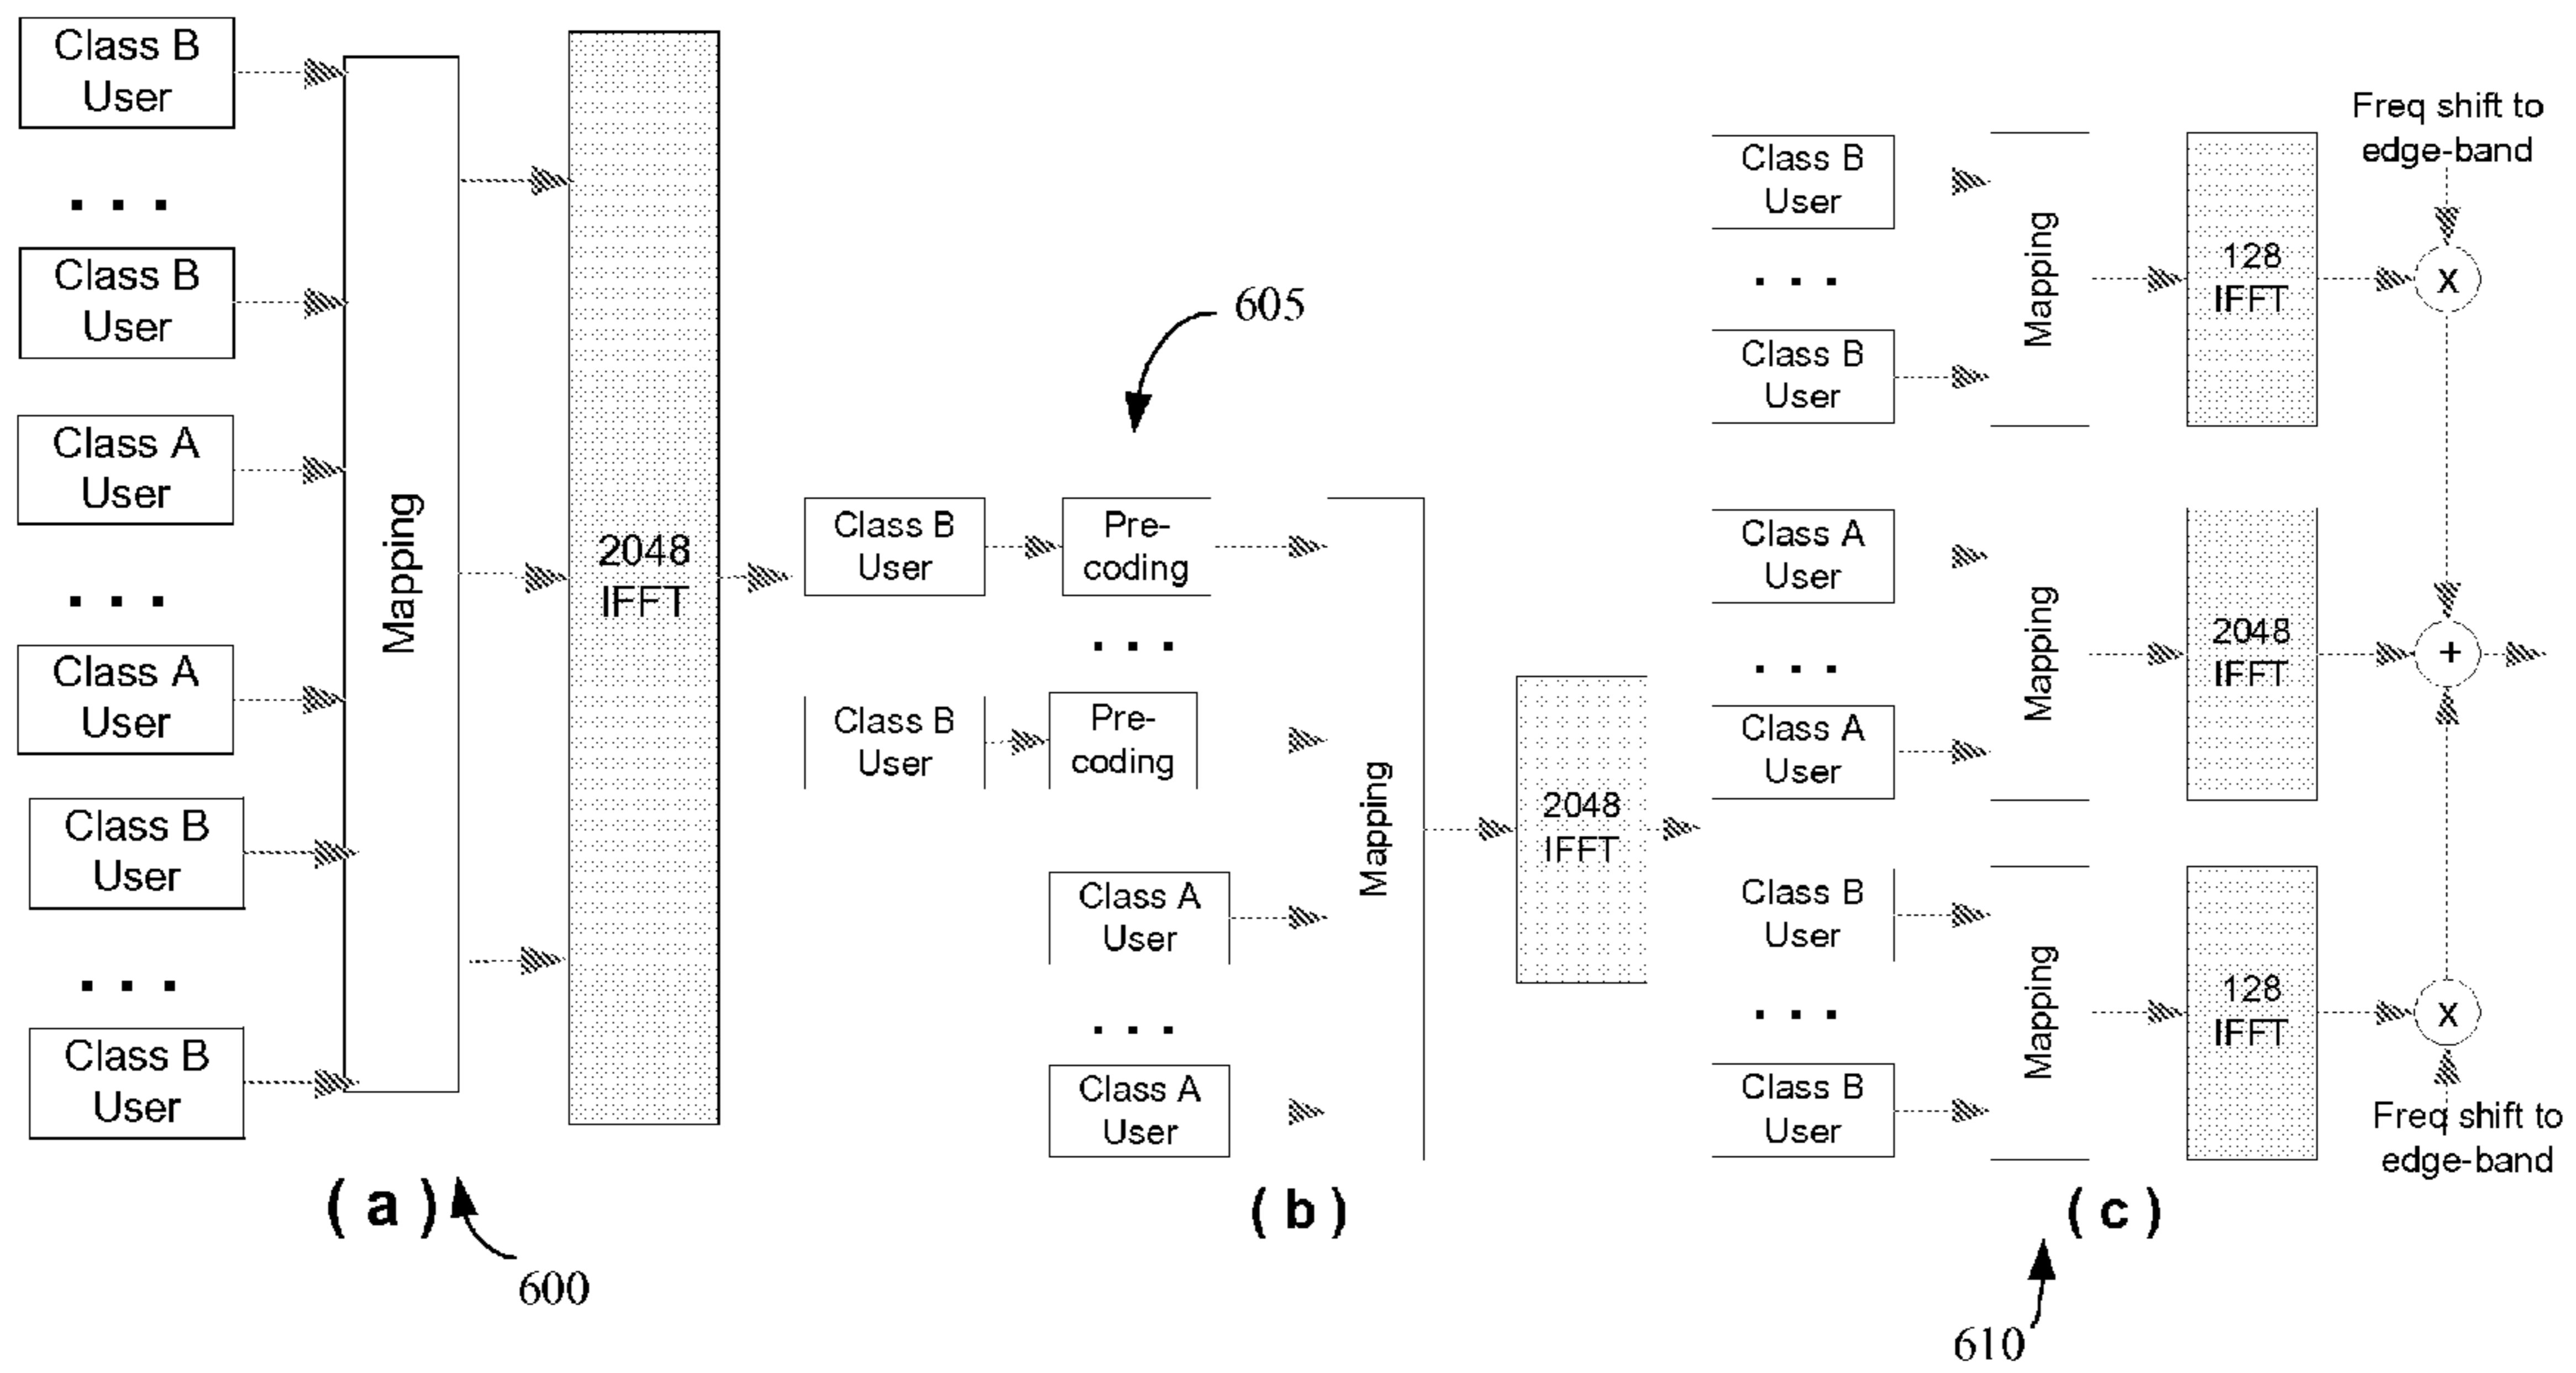 Class B
User
. . .
Class B
User
Class A
User
. . .
Class A
User
Class B
User
. . .
Class B
User
Mapping
2048
IFFT
( a )
600
605
Class B
User
Pre-
coding
. . .
Class B
User
Pre-
coding
Class A
User
. . .
Class A
User
Mapping
2048
IFFT
( b )
Class B
User
. . .
Class B
User
Mapping
128
IFFT
Freq shift to
edge-band
X
Class A
User
. . .
Class A
User
Mapping
2048
IFFT
+
Class B
User
. . .
Class B
User
Mapping
128
IFFT
X
Freq shift to
edge-band
( c )
610